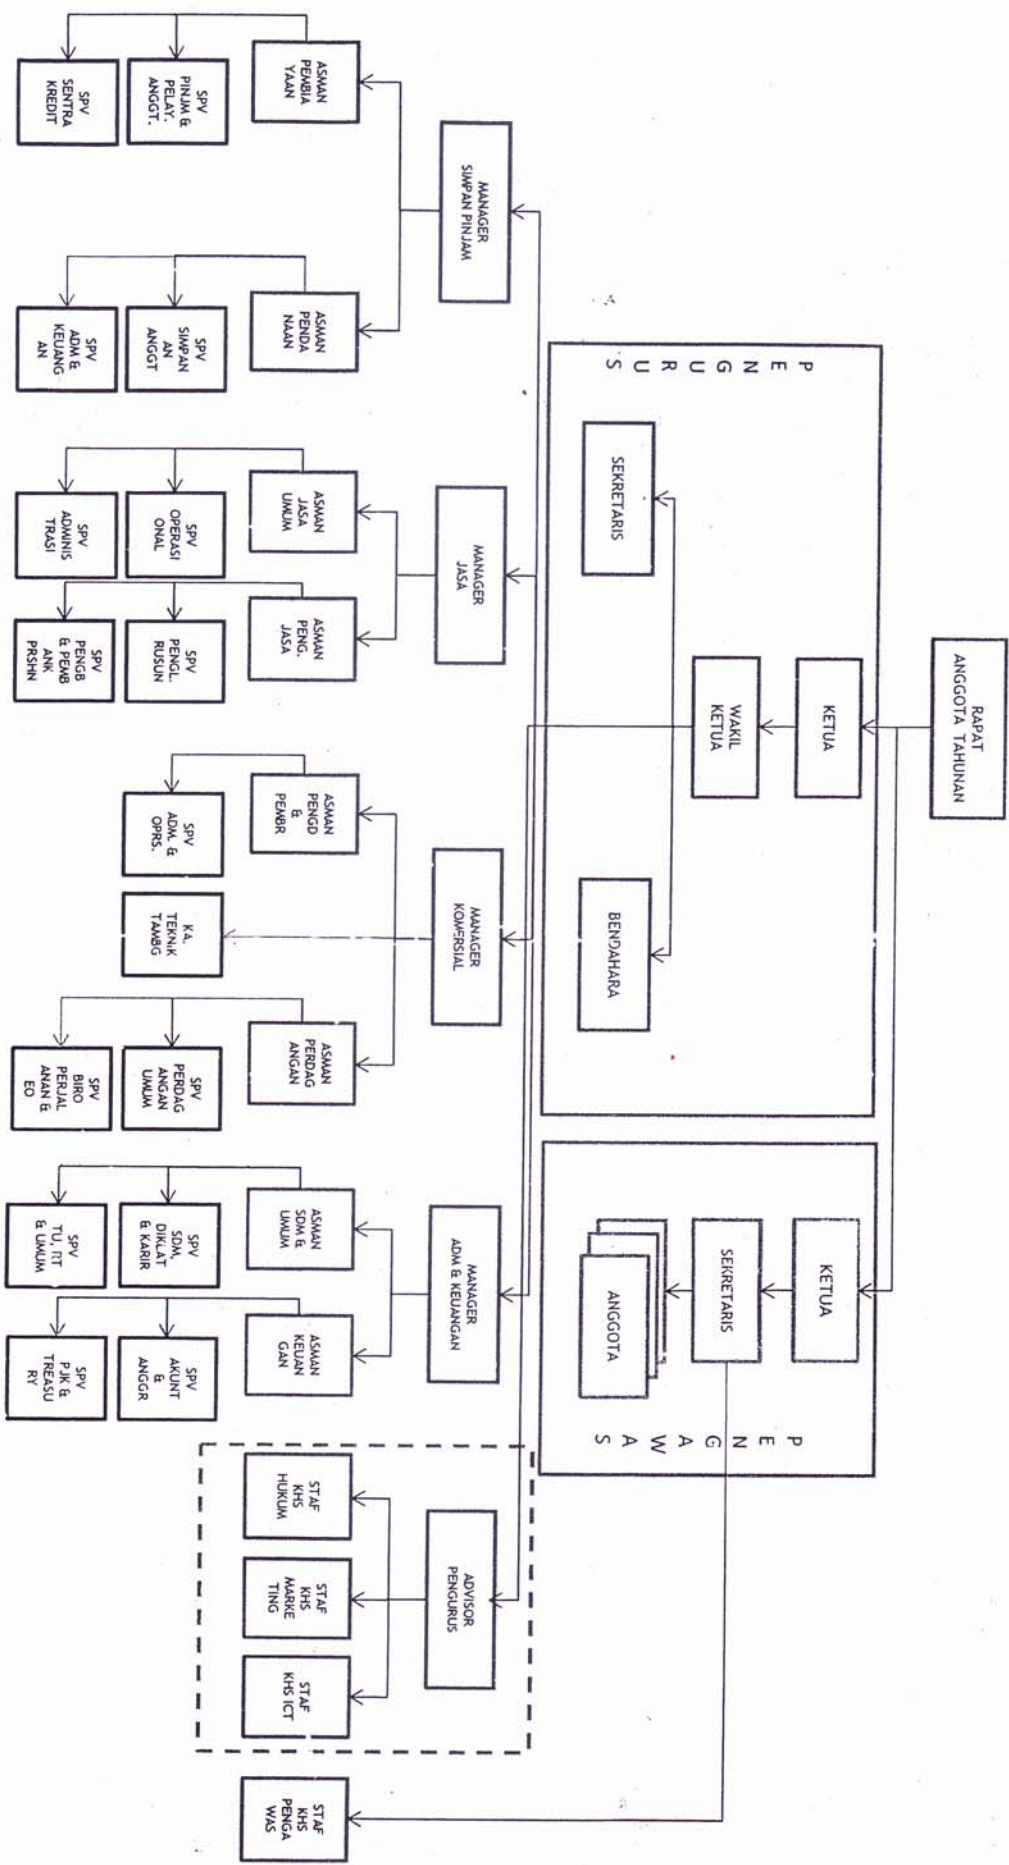 RAPAT
ANGGOTA TAHUNAN
P E N G U R U S
KETUA
WAKIL
KETUA
SEKRETARIS
BENDAHARA
P E N G A W A S
KETUA
SEKRETARIS
ANGGOTA
MANAGER
SIMPAN PINJAM
MANAGER
JASA
MANAGER
KOMERSIAL
MANAGER
ADM & KEUANGAN
ADVISOR
PENGURUS
ASMAN
PEMBIA
YAAN
ASMAN
PENDA
NAAN
ASMAN
JASA
UMUM
ASMAN
PENG.
JASA
ASMAN
PENGD
&
PEMBR
ASMAN
PERDAG
ANGAN
ASMAN
SDM &
UMUM
ASMAN
KEUAN
GAN
STAF
KHS
HUKUM
STAF
KHS
MARKE
TING
STAF
KHS ICT
STAF
KHS
PENGA
WAS
SPV
PINJM &
PELAY.
ANGGT.
SPV
SIMPAN
AN
ANGGT
SPV
OPERASI
ONAL
SPV
PENGL.
RUSUN
SPV
ADM. &
OPRS.
KA.
TEKNIK
TAMBG
SPV
PERDAG
ANGAN
UMUM
SPV
SDM,
DIKLAT
& KARIR
SPV
AKUNT
&
ANGGR
SPV
SENTRA
KREDIT
SPV
ADM &
KEUANG
AN
SPV
ADMINIS
TRASI
SPV
PENGB
& PEMB
ANK
PRSHN
SPV
BIRO
PERJAL
ANAN &
EO
SPV
TU, RT
& UMUM
SPV
PJK &
TREASU
RY